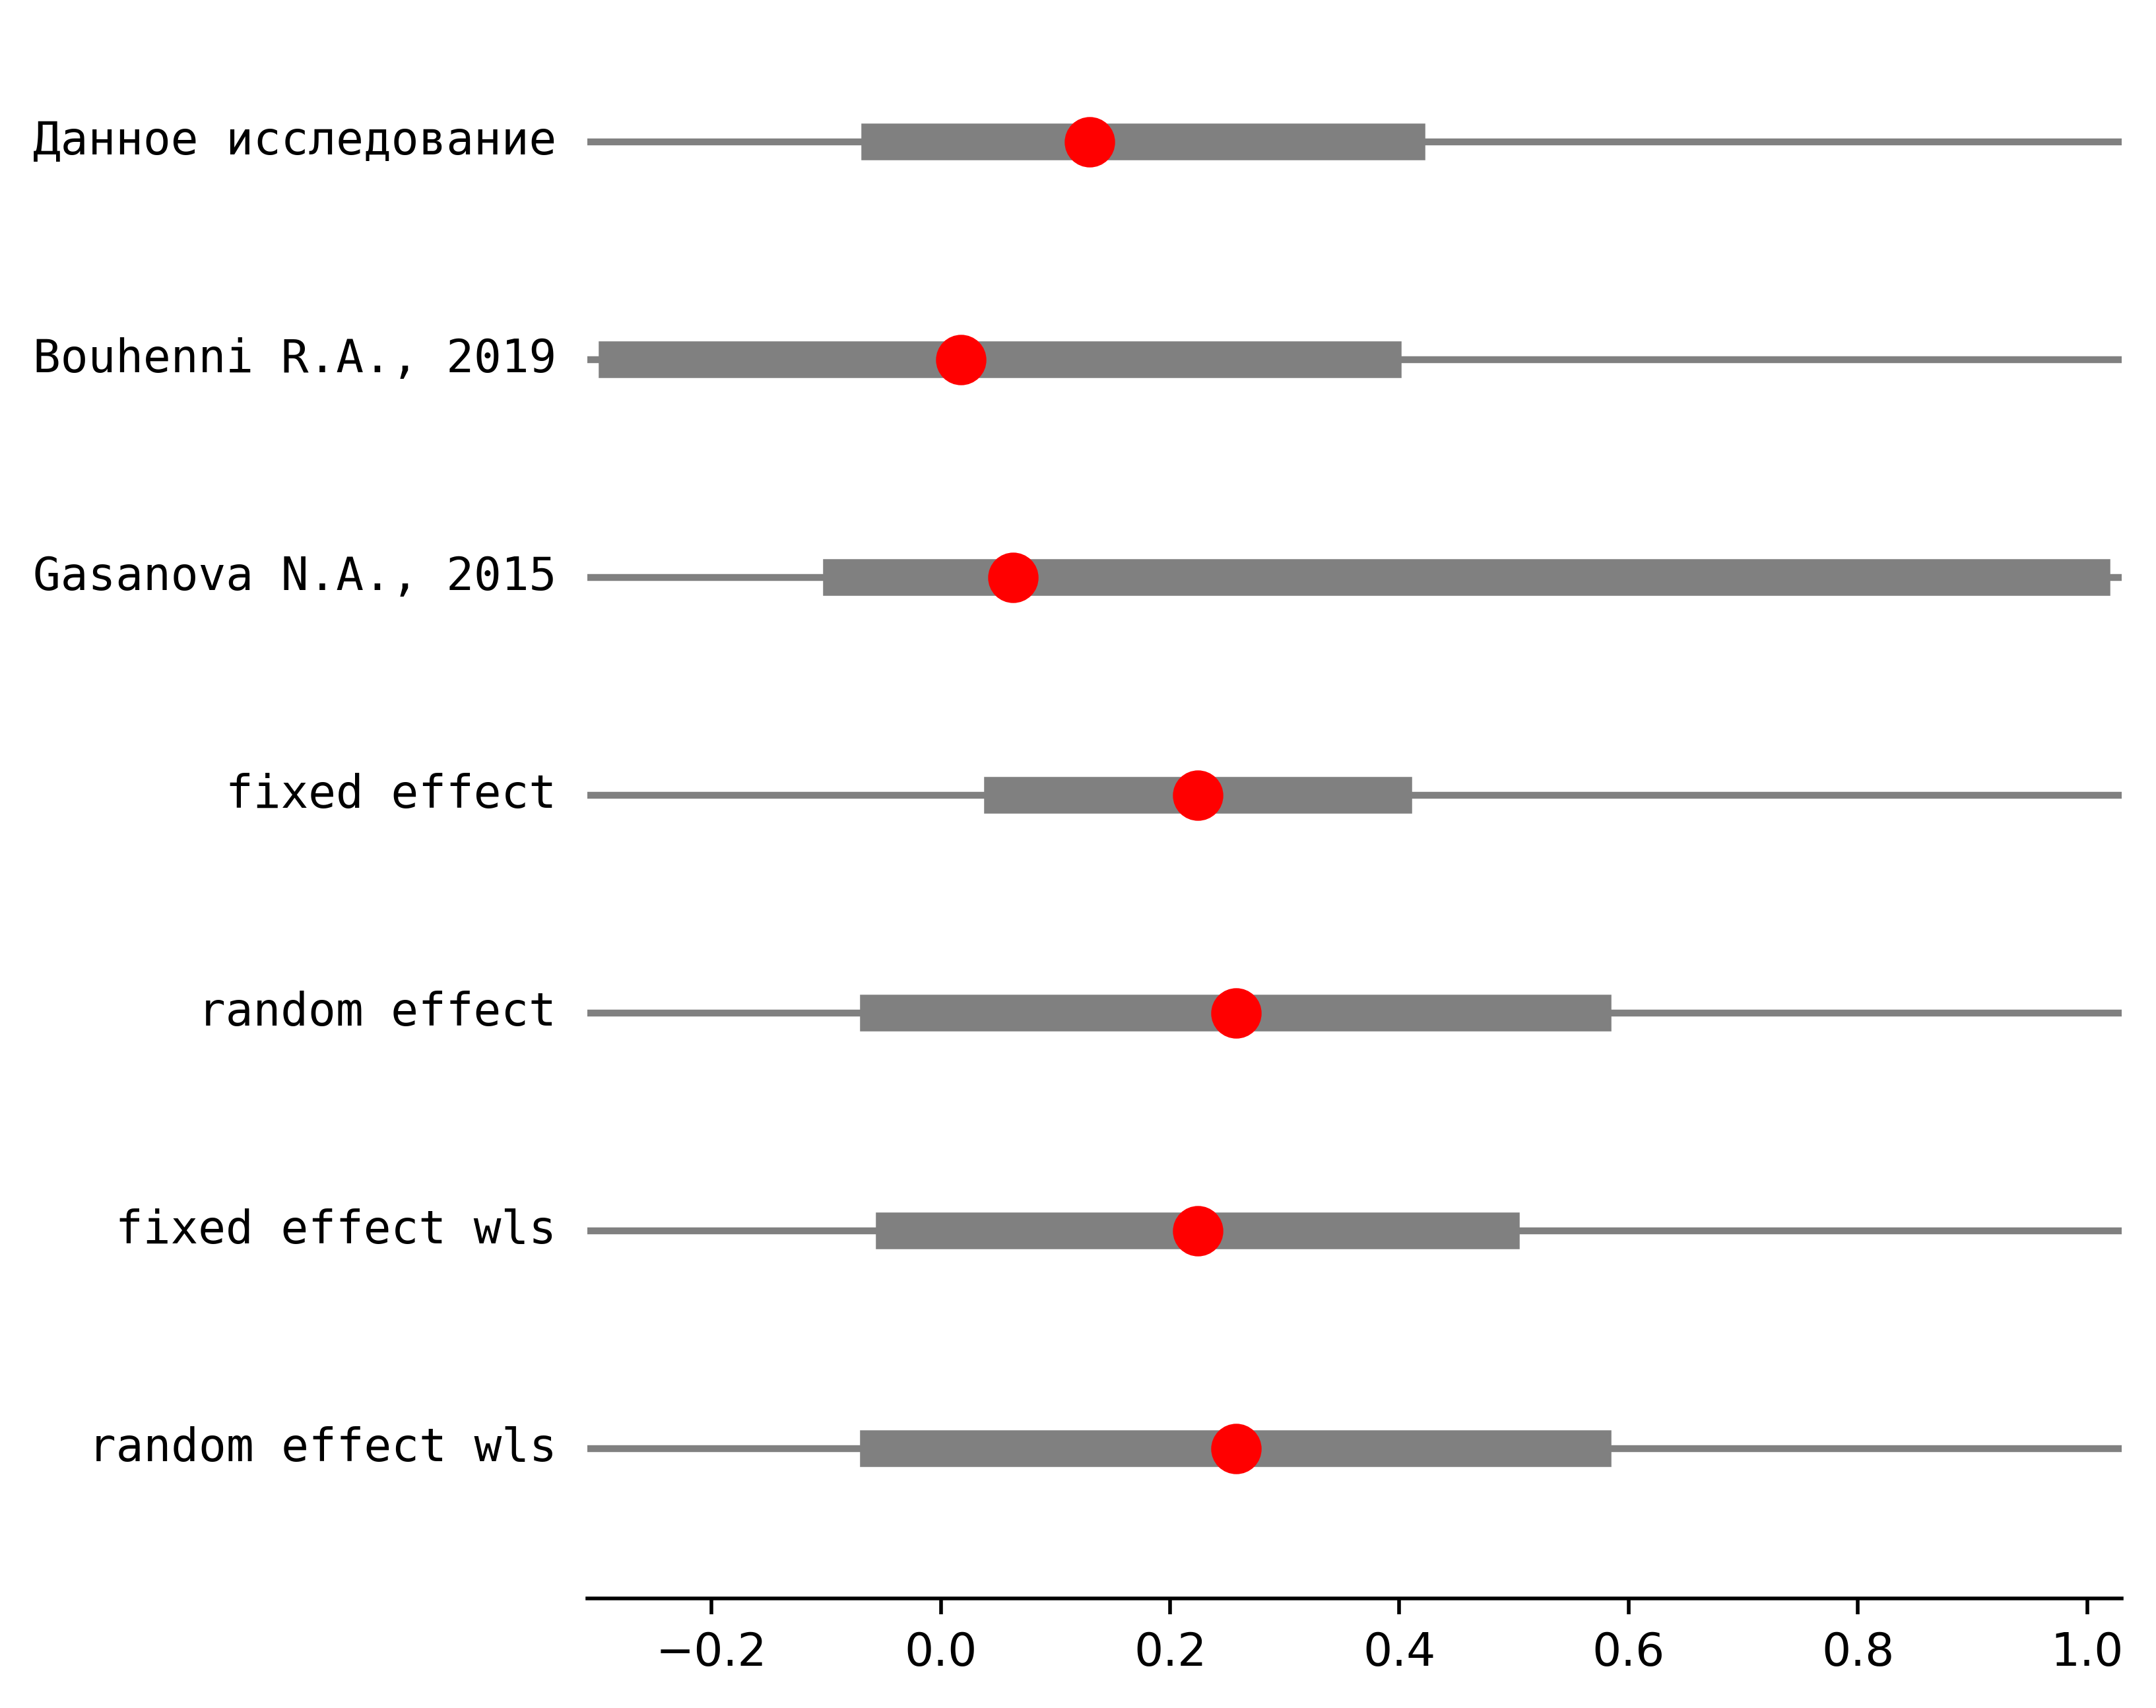 Данное исследование
Bouhenni R.A., 2019
Gasanova N.A., 2015
fixed effect
random effect
fixed effect wls
random effect wls
−0.2 0.0 0.2 0.4 0.6 0.8 1.0